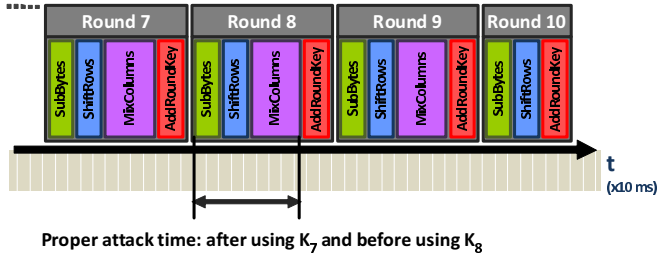 Round 7 Round 8 Round 9 Round 10
SubBytes ShiftRows MixColumns AddRoundKey SubBytes ShiftRows MixColumns AddRoundKey SubBytes ShiftRows MixColumns AddRoundKey SubBytes ShiftRows AddRoundKey
t
(x10 ms)
Proper attack time: after using K7 and before using K8